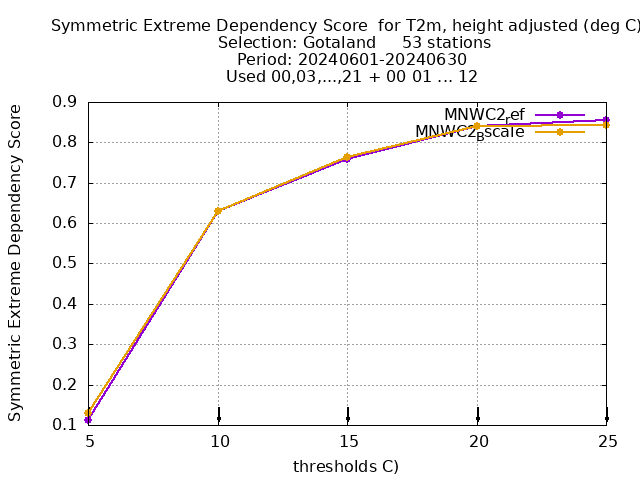 Symmetric Extreme Dependency Score  for T2m, height adjusted (deg C)
Selection: Gotaland     53 stations
Period: 20240601-20240630
Used 00,03,...,21 + 00 01 ... 12
MNWC2ref
MNWC2Bscale
Symmetric Extreme Dependency Score
0.9
0.8
0.7
0.6
0.5
0.4
0.3
0.2
0.1
5 10 15 20 25
thresholds C)